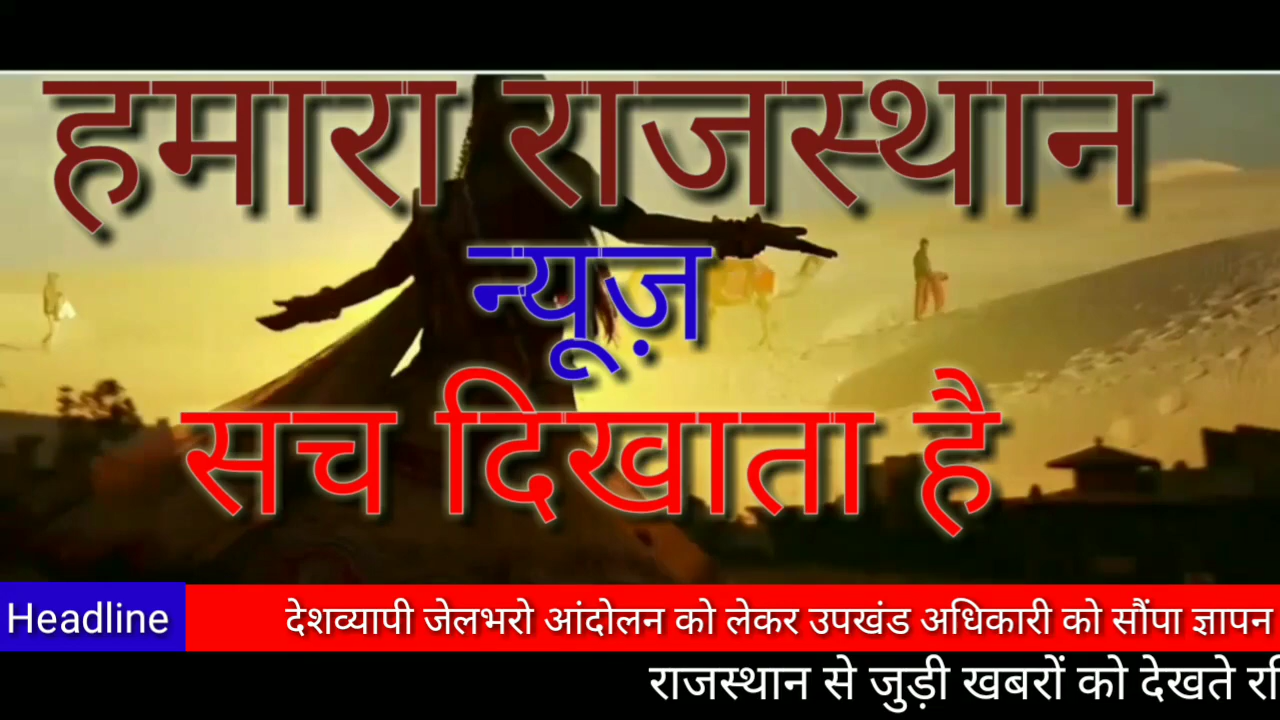 हमारा राजस्थान
न्यूज़
सच दिखाता है
Headline देशव्यापी जेलभरो आंदोलन को लेकर उपखंड अधिकारी को सौंपा ज्ञापन
राजस्थान से जुड़ी खबरों को देखते